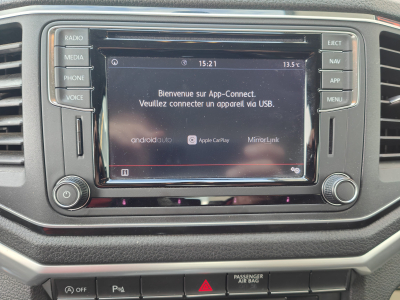 RADIO
MEDIA
PHONE
VOICE
15:21
13.5 °C
Bienvenue sur App-Connect.
Veuillez connecter un appareil via USB.
androidauto
Apple CarPlay
MirrorLink
EJECT
NAV
APP
MENU
OFF
P
PASSENGER
AIR BAG